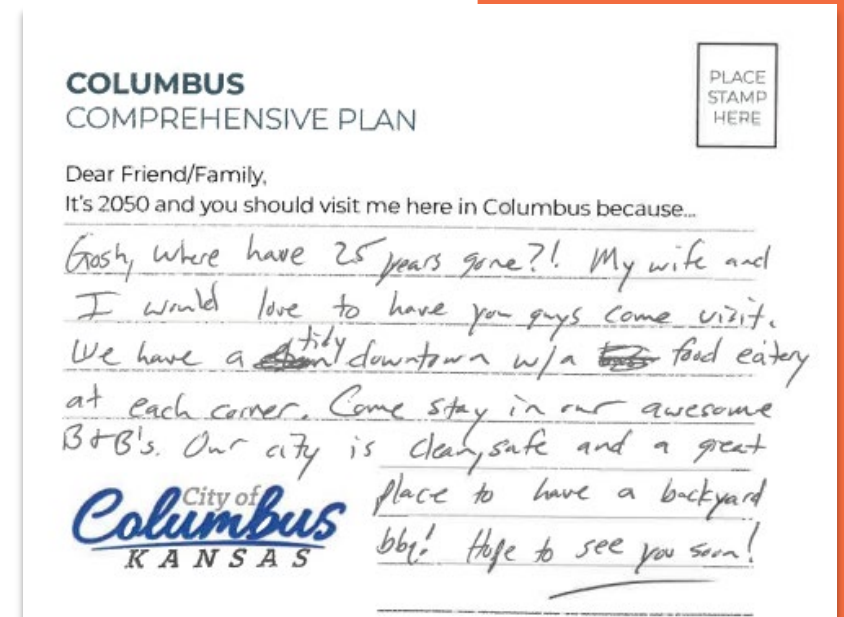 COLUMBUS
COMPREHENSIVE PLAN
PLACE
STAMP
HERE
Dear Friend/Family,
It's 2050 and you should visit me here in Columbus because...
Gosh, where have 25 years gone?! My wife and
I would love to have you guys come visit.
We have a tidy downtown w/a food eatery
at each corner. Come stay in our awesome
B+B's. Our city is clean, safe and a great
place to have a backyard
bbq! Hope to see you soon!
City of
Columbus
KANSAS